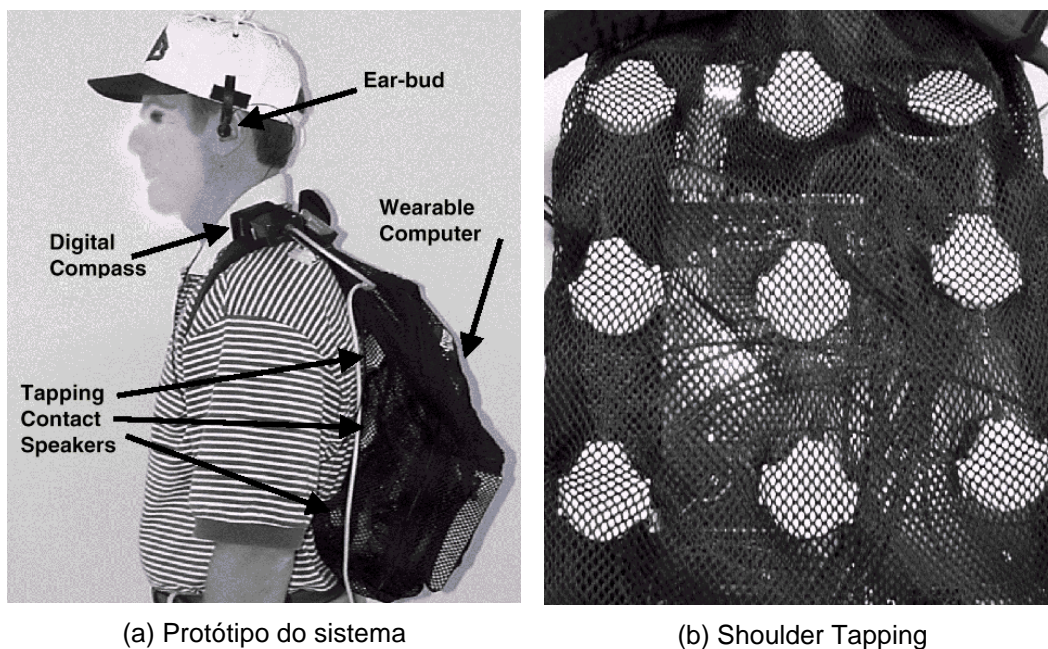 Ear-bud
Wearable
Computer
Digital
Compass
Tapping
Contact
Speakers
(a) Protótipo do sistema
(b) Shoulder Tapping